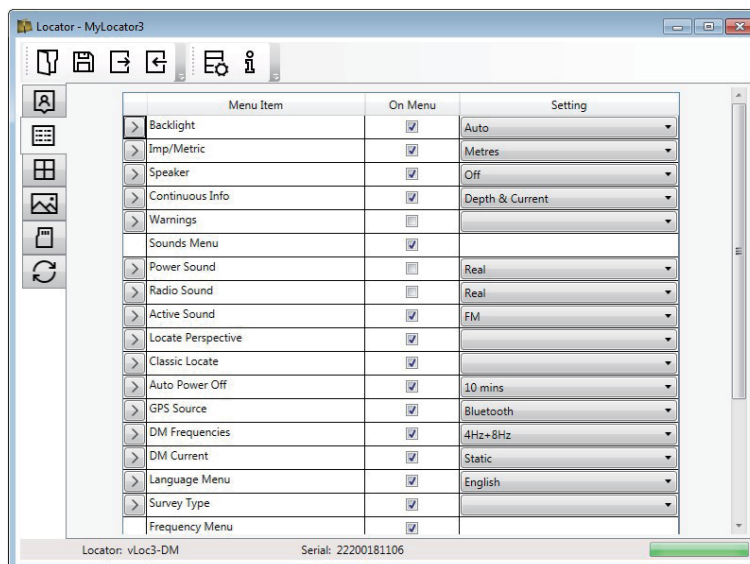 Locator - MyLocator3
Menu Item On Menu Setting
Backlight Auto
Imp/Metric Metres
Speaker Off
Continuous Info Depth & Current
Warnings
Sounds Menu
Power Sound Real
Radio Sound Real
Active Sound FM
Locate Perspective
Classic Locate
Auto Power Off 10 mins
GPS Source Bluetooth
DM Frequencies 4Hz+8Hz
DM Current Static
Language Menu English
Survey Type
Frequency Menu
Locator: vLoc3-DM Serial: 22200181106